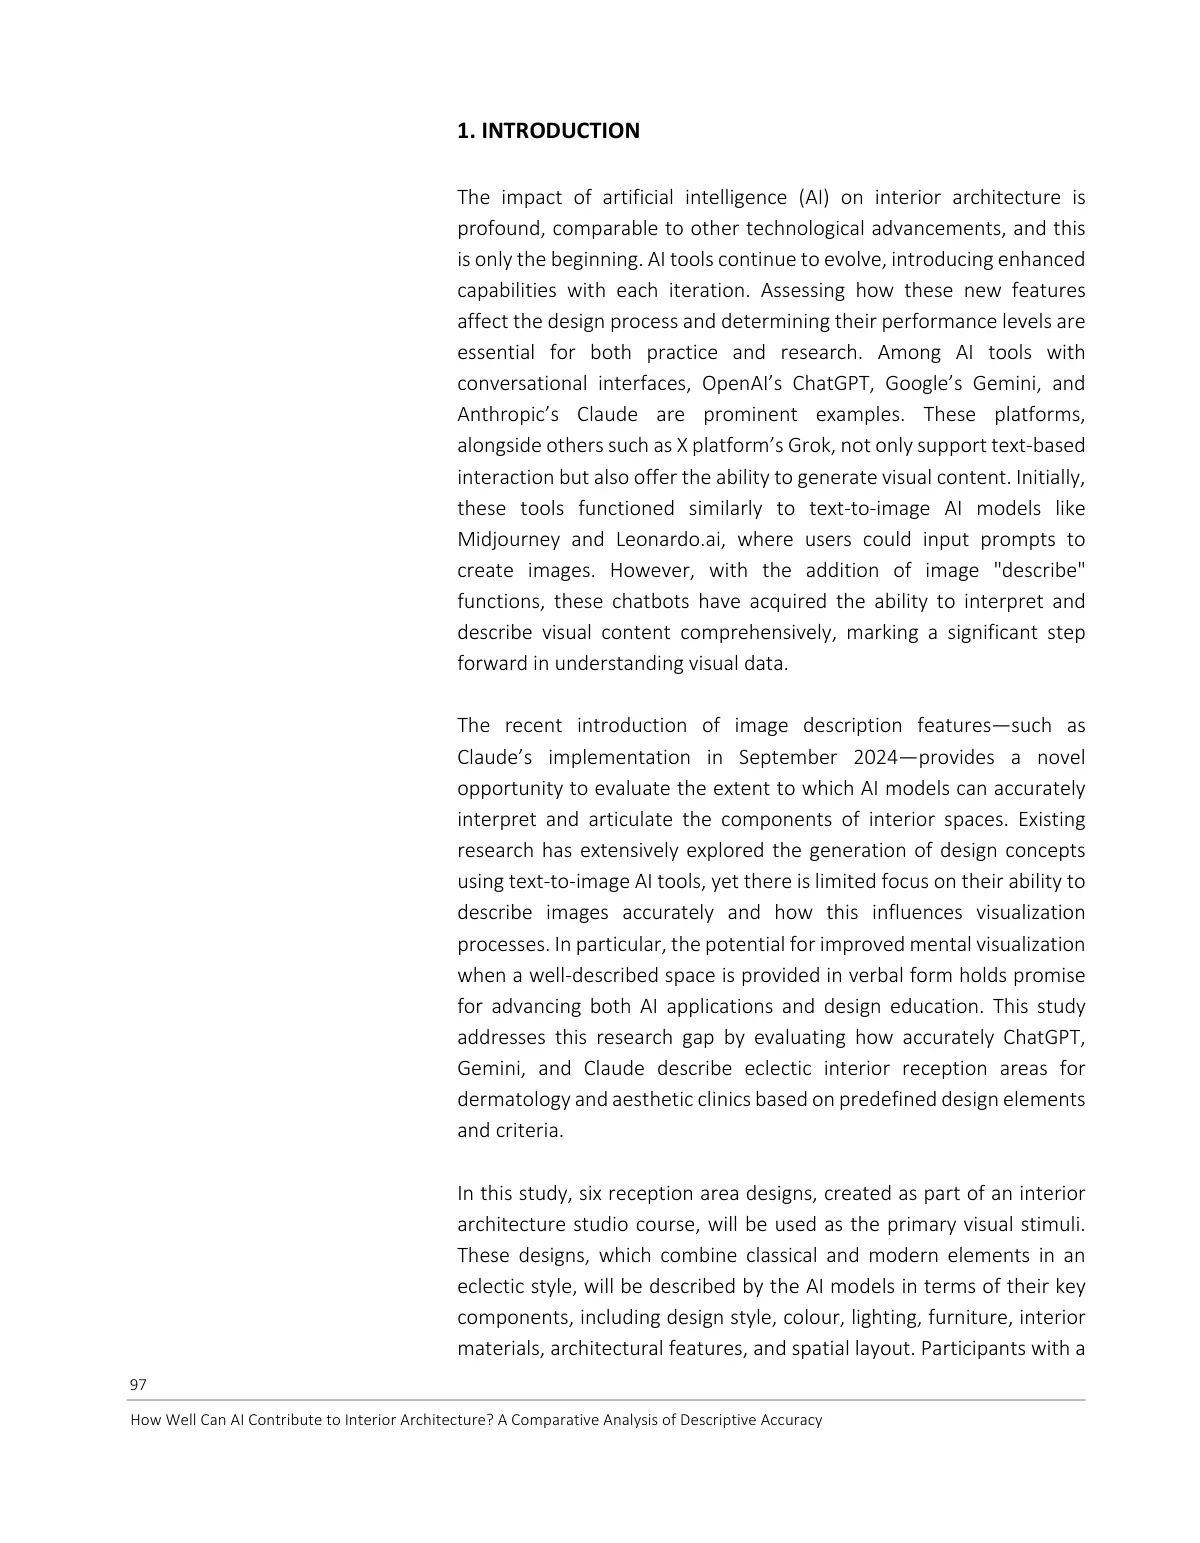 1. INTRODUCTION
The impact of artificial intelligence (AI) on interior architecture is
profound, comparable to other technological advancements, and this
is only the beginning. AI tools continue to evolve, introducing enhanced
capabilities with each iteration. Assessing how these new features
affect the design process and determining their performance levels are
essential for both practice and research. Among AI tools with
conversational interfaces, OpenAI’s ChatGPT, Google’s Gemini, and
Anthropic’s Claude are prominent examples. These platforms,
alongside others such as X platform’s Grok, not only support text-based
interaction but also offer the ability to generate visual content. Initially,
these tools functioned similarly to text-to-image AI models like
Midjourney and Leonardo.ai, where users could input prompts to
create images. However, with the addition of image "describe"
functions, these chatbots have acquired the ability to interpret and
describe visual content comprehensively, marking a significant step
forward in understanding visual data.
The recent introduction of image description features—such as
Claude’s implementation in September 2024—provides a novel
opportunity to evaluate the extent to which AI models can accurately
interpret and articulate the components of interior spaces. Existing
research has extensively explored the generation of design concepts
using text-to-image AI tools, yet there is limited focus on their ability to
describe images accurately and how this influences visualization
processes. In particular, the potential for improved mental visualization
when a well-described space is provided in verbal form holds promise
for advancing both AI applications and design education. This study
addresses this research gap by evaluating how accurately ChatGPT,
Gemini, and Claude describe eclectic interior reception areas for
dermatology and aesthetic clinics based on predefined design elements
and criteria.
In this study, six reception area designs, created as part of an interior
architecture studio course, will be used as the primary visual stimuli.
These designs, which combine classical and modern elements in an
eclectic style, will be described by the AI models in terms of their key
components, including design style, colour, lighting, furniture, interior
materials, architectural features, and spatial layout. Participants with a
97
How Well Can AI Contribute to Interior Architecture? A Comparative Analysis of Descriptive Accuracy